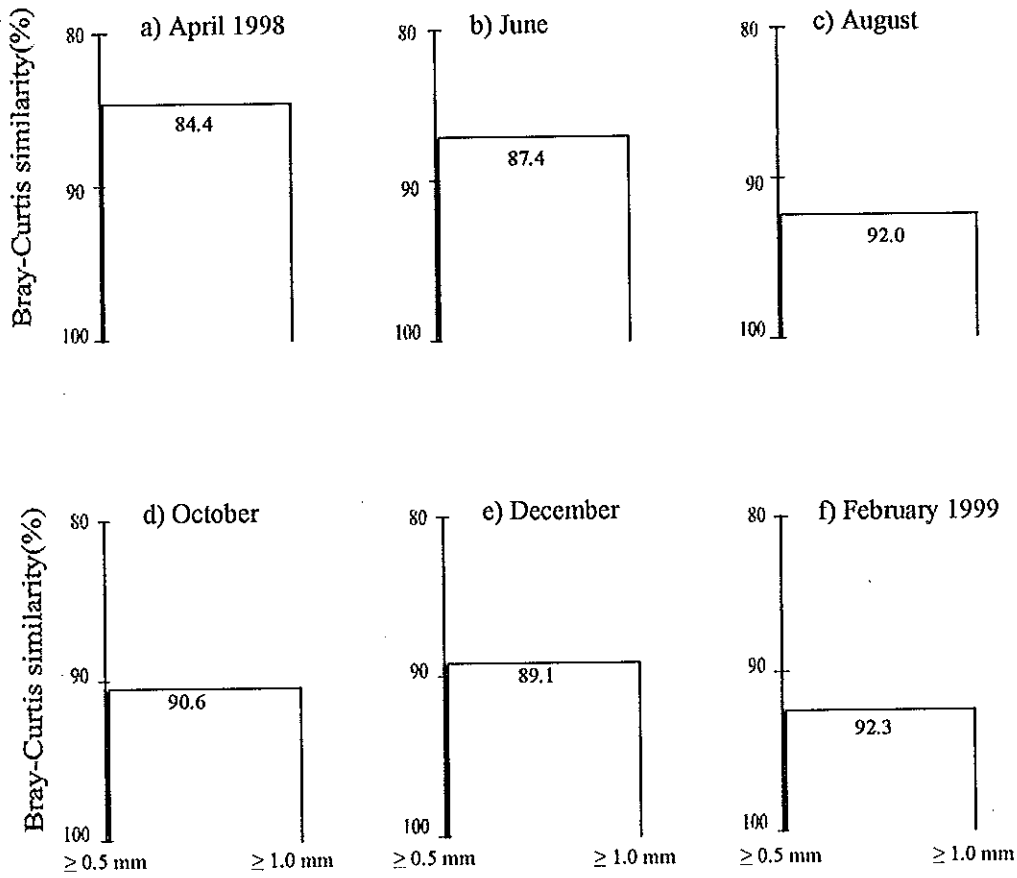 Bray-Curtis similarity(%)
a) April 1998
80
84.4
90
100
b) June
80
87.4
90
100
c) August
80
90
92.0
100
Bray-Curtis similarity(%)
d) October
80
90
90.6
100
≥ 0.5 mm
≥ 1.0 mm
e) December
80
90
89.1
100
≥ 0.5 mm
≥ 1.0 mm
f) February 1999
80
90
92.3
100
≥ 0.5 mm
≥ 1.0 mm